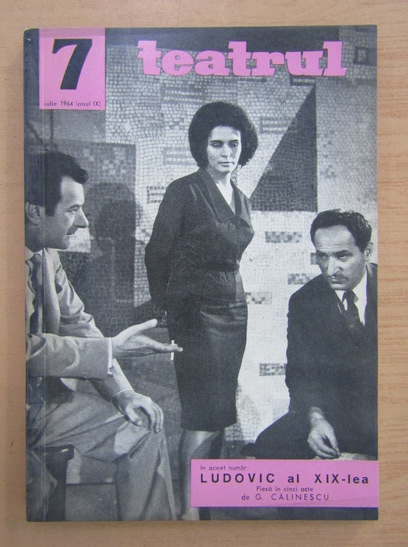 7
teatrul
iulie 1964 (anul IX)
în acest număr:
LUDOVIC al XIX-lea
Piesă în cinci acte
de G. CĂLINESCU